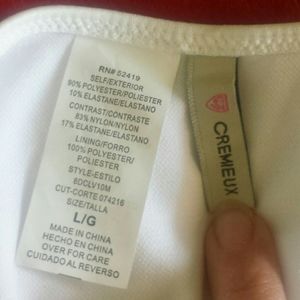 RN# 52419
SELF/EXTERIOR
90% POLYESTER/POLIESTER
10% ELASTANE/ELASTANO
CONTRAST/CONTRASTE
83% NYLON/NYLON
17% ELASTANE/ELASTANO
LINING/FORRO
100% POLYESTER/
POLIESTER
STYLE-ESTILO
6DCLV10M
CUT-CORTE 074216
SIZE/TALLA
L/G
MADE IN CHINA
HECHO EN CHINA
OVER FOR CARE
CUIDADO AL REVERSO
CREMIEUX